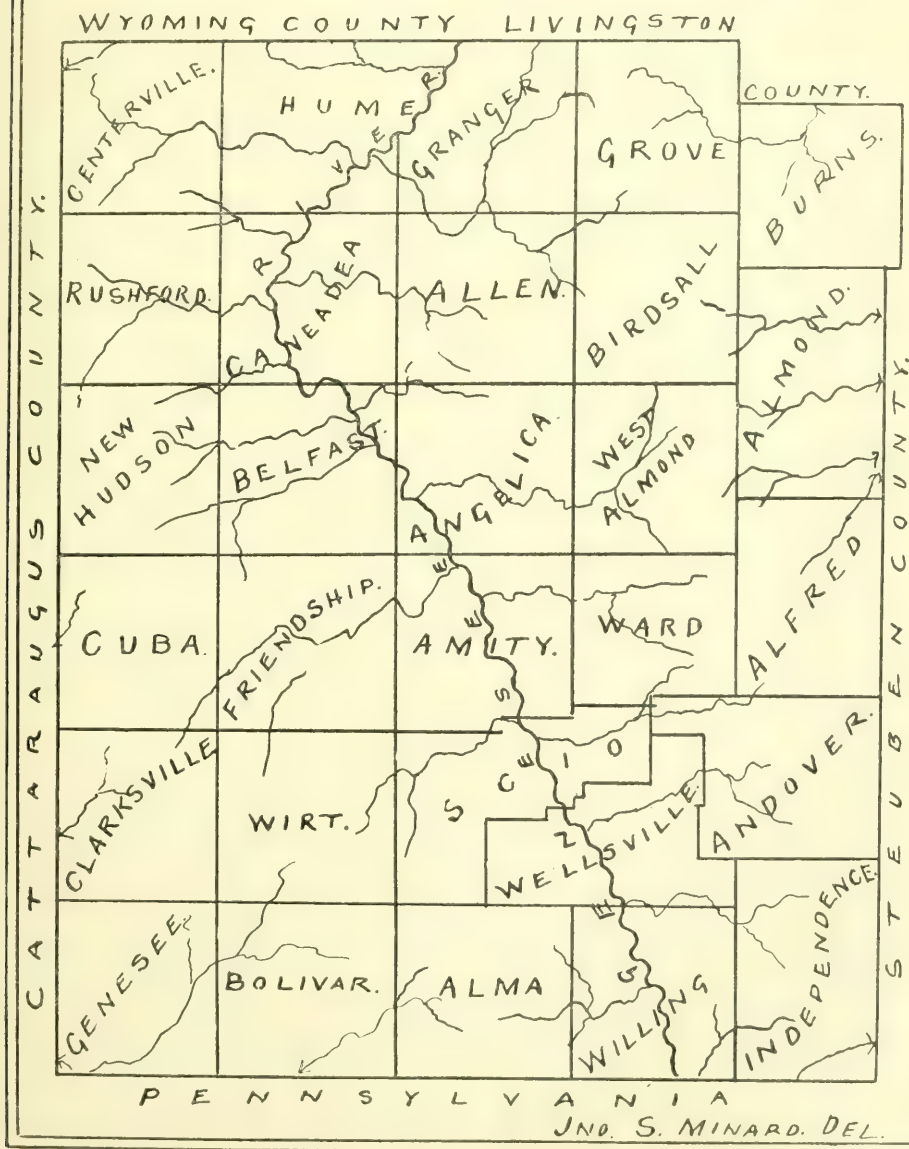 WYOMING COUNTY LIVINGSTON
COUNTY.
CENTERVILLE.
HUME
GRANGER
GROVE
BURNS.
RUSHFORD.
CANEADEA
ALLEN.
BIRDSALL
ALMOND.
NEW
HUDSON
BELFAST.
ANGELICA.
WEST
ALMOND
CUBA.
FRIENDSHIP.
AMITY.
WARD
ALFRED
CLARKSVILLE
WIRT.
SCIO
WELLSVILLE.
ANDOVER.
GENESEE
BOLIVAR.
ALMA
WILLING
INDEPENDENCE.
GENESEE RIVER
CATTARAUGUS COUNTY.
STEUBEN COUNTY.
PENNSYLVANIA
JNO. S. MINARD. DEL.